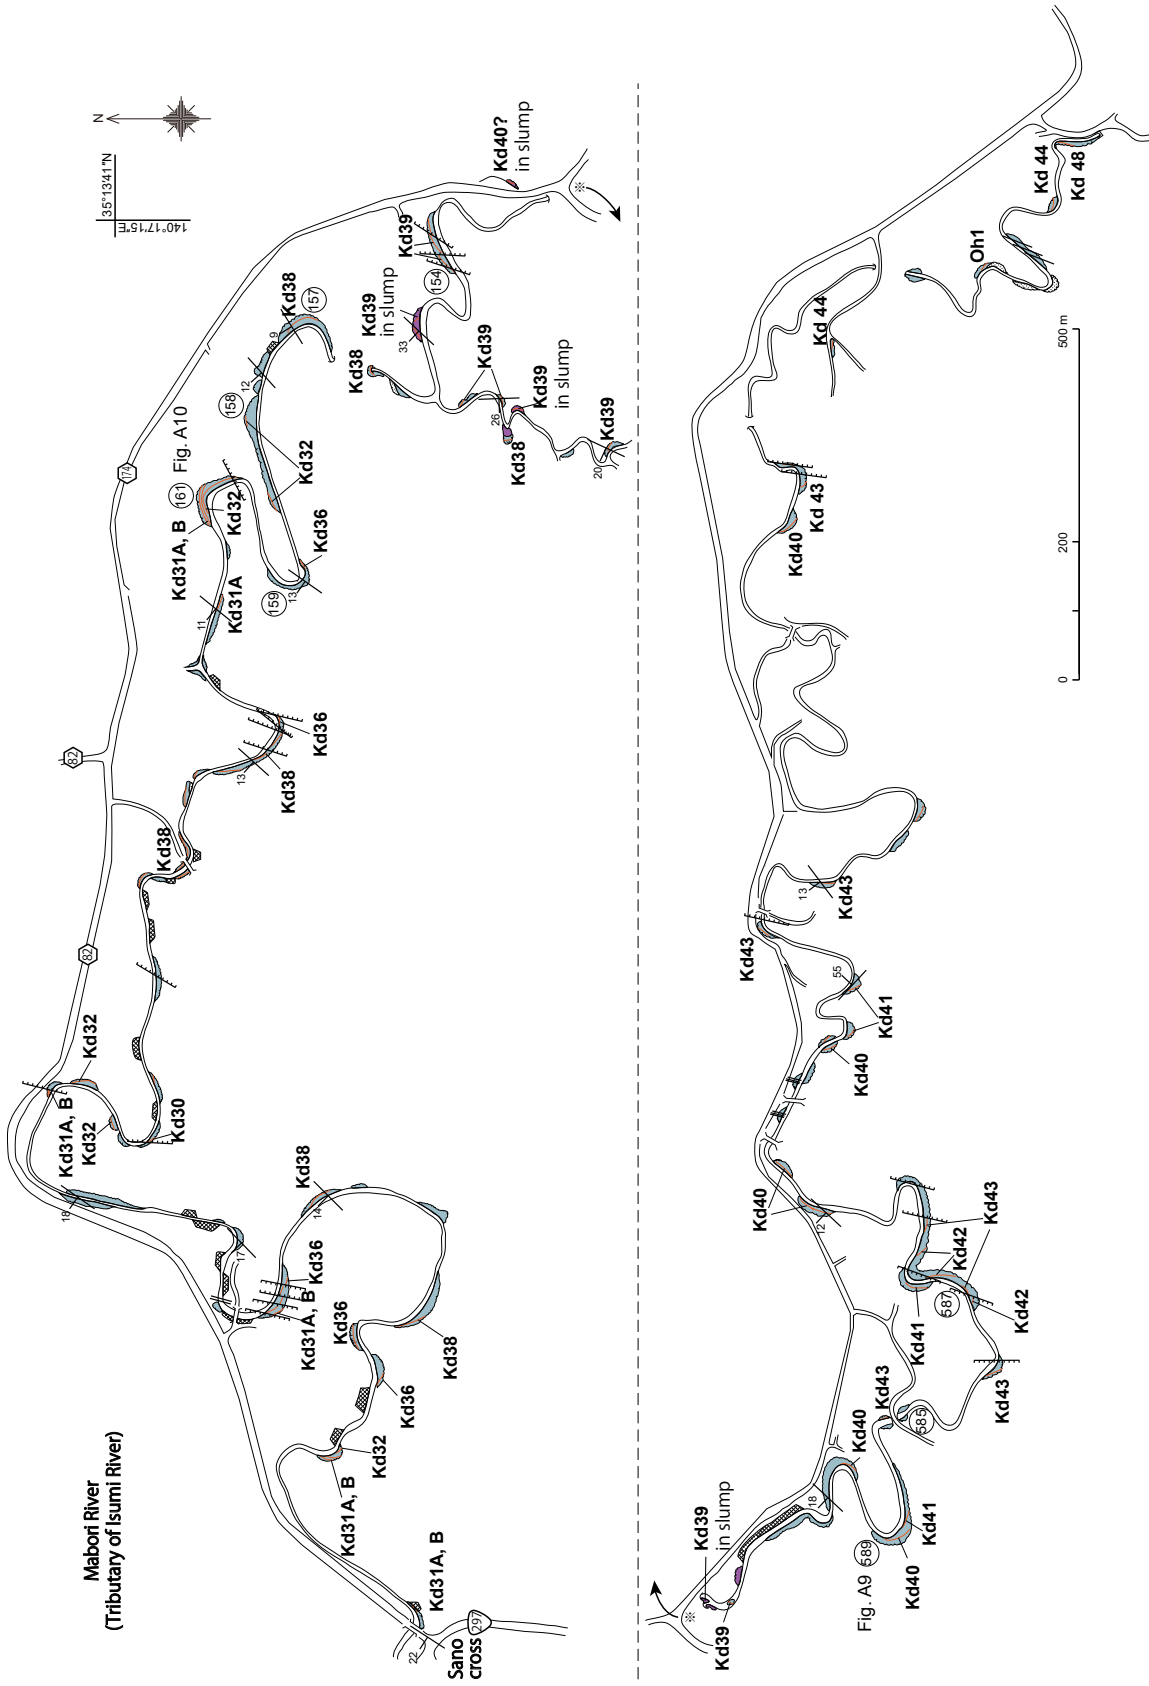 Mabori River
(Tributary of Isumi River)
N
35°13'41"N
140°17'15"E
Sano
cross
297
22
Kd31A, B
Kd31A, B
Kd32
Kd36
Kd36
Kd38
Kd31A, B
Kd36
14
Kd38
17
18
Kd31A, B
Kd32
Kd32
Kd30
82
82
174
Kd38
13
Kd38
Kd36
11
Kd31A
Kd31A, B
161
Fig. A10
Kd32
159
13
Kd36
Kd32
158
12
9
Kd38
157
Kd38
33
Kd39
in slump
154
Kd39
Kd40?
in slump
※
Kd39
26
Kd38
Kd39
in slump
20
Kd39
※
Kd39
Kd39
in slump
18
Fig. A9
589
Kd40
Kd41
Kd40
Kd43
585
Kd43
Kd41
587
Kd42
Kd42
Kd43
Kd40
12
Kd40
Kd41
55
Kd43
13
Kd43
Kd40
Kd 43
Kd 44
Oh1
Kd 44
Kd 48
0
200
500 m